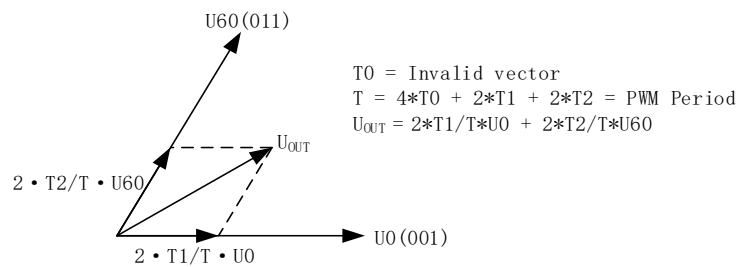 U60(011)
T0 = Invalid vector
T = 4*T0 + 2*T1 + 2*T2 = PWM Period
UOUT = 2*T1/T*U0 + 2*T2/T*U60
UOUT
2·T2/T·U60
U0(001)
2·T1/T·U0